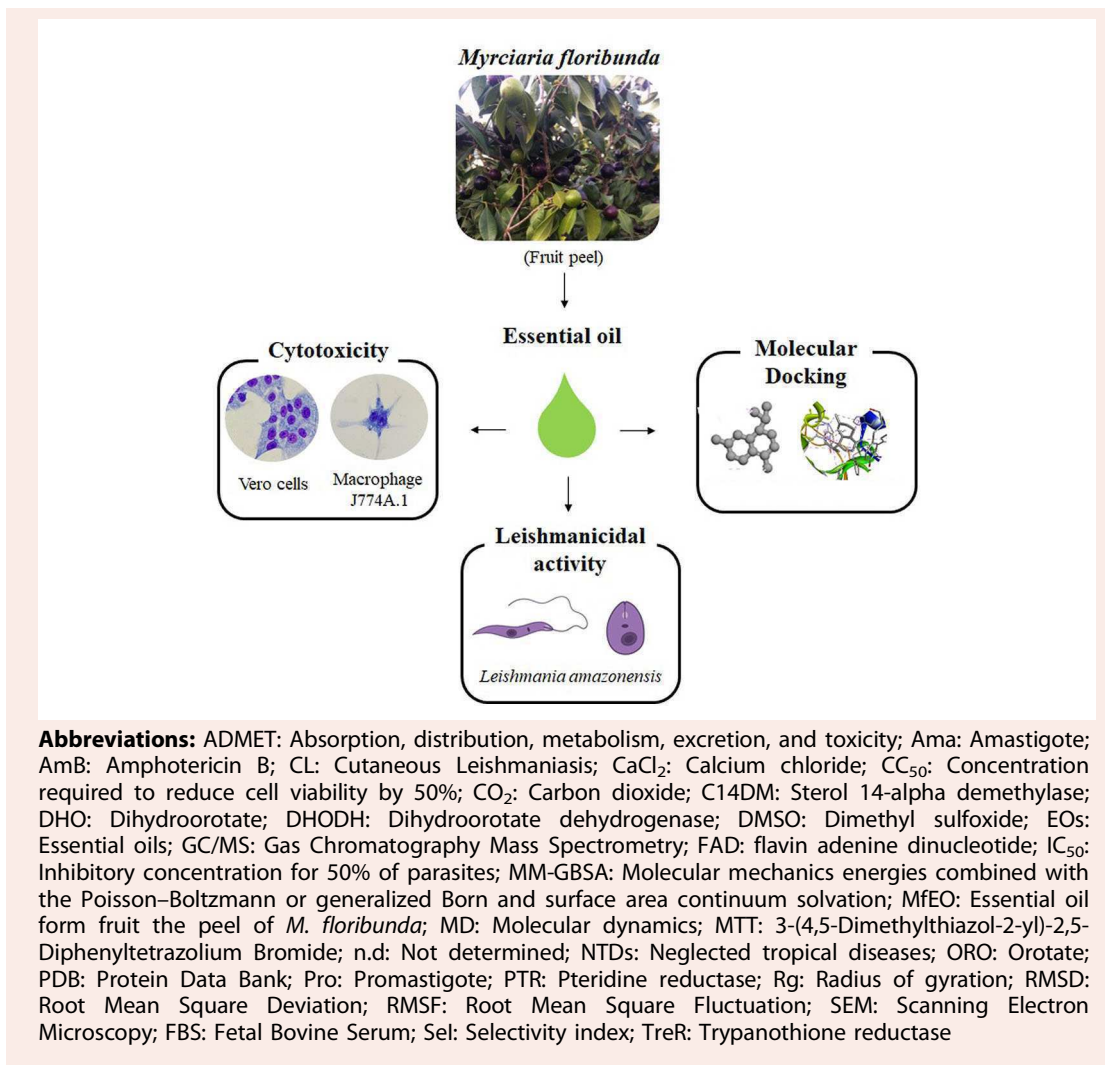 Myrciaria floribunda
(Fruit peel)
Essential oil
Cytotoxicity
Vero cells
Macrophage
J774A.1
Molecular
Docking
Leishmanicidal
activity
Leishmania amazonensis
Abbreviations: ADMET: Absorption, distribution, metabolism, excretion, and toxicity; Ama: Amastigote;
AmB: Amphotericin B; CL: Cutaneous Leishmaniasis; CaCl₂: Calcium chloride; CC₅₀: Concentration
required to reduce cell viability by 50%; CO₂: Carbon dioxide; C14DM: Sterol 14-alpha demethylase;
DHO: Dihydroorotate; DHODH: Dihydroorotate dehydrogenase; DMSO: Dimethyl sulfoxide; EOs:
Essential oils; GC/MS: Gas Chromatography Mass Spectrometry; FAD: flavin adenine dinucleotide; IC₅₀:
Inhibitory concentration for 50% of parasites; MM-GBSA: Molecular mechanics energies combined with
the Poisson–Boltzmann or generalized Born and surface area continuum solvation; MfEO: Essential oil
form fruit the peel of M. floribunda; MD: Molecular dynamics; MTT: 3-(4,5-Dimethylthiazol-2-yl)-2,5-
Diphenyltetrazolium Bromide; n.d: Not determined; NTDs: Neglected tropical diseases; ORO: Orotate;
PDB: Protein Data Bank; Pro: Promastigote; PTR: Pteridine reductase; Rg: Radius of gyration; RMSD:
Root Mean Square Deviation; RMSF: Root Mean Square Fluctuation; SEM: Scanning Electron
Microscopy; FBS: Fetal Bovine Serum; SeI: Selectivity index; TreR: Trypanothione reductase